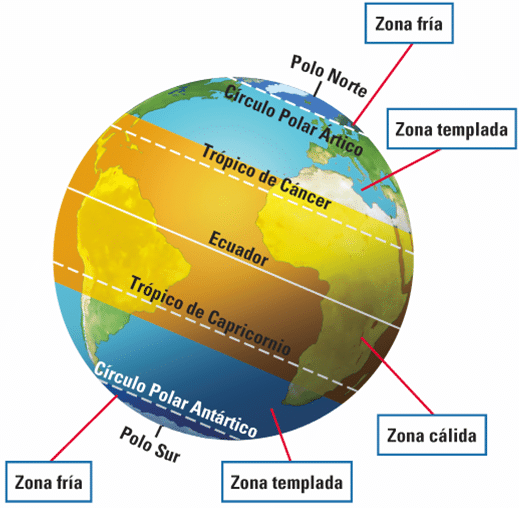 Zona fría
Polo Norte
Círculo Polar Ártico
Zona templada
Trópico de Cáncer
Ecuador
Trópico de Capricornio
Círculo Polar Antártico
Zona cálida
Polo Sur
Zona fría
Zona templada